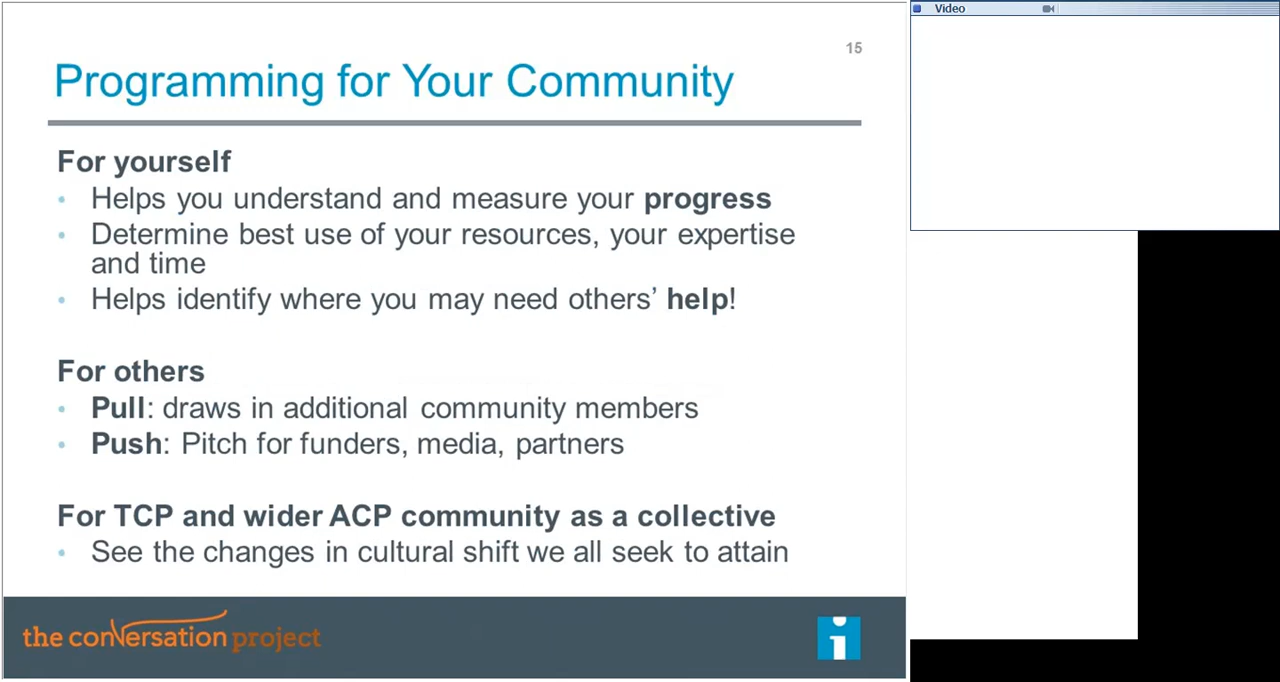 Video
15
Programming for Your Community
For yourself
• Helps you understand and measure your progress
• Determine best use of your resources, your expertise
and time
• Helps identify where you may need others’ help!
For others
• Pull: draws in additional community members
• Push: Pitch for funders, media, partners
For TCP and wider ACP community as a collective
• See the changes in cultural shift we all seek to attain
the conversation project
i